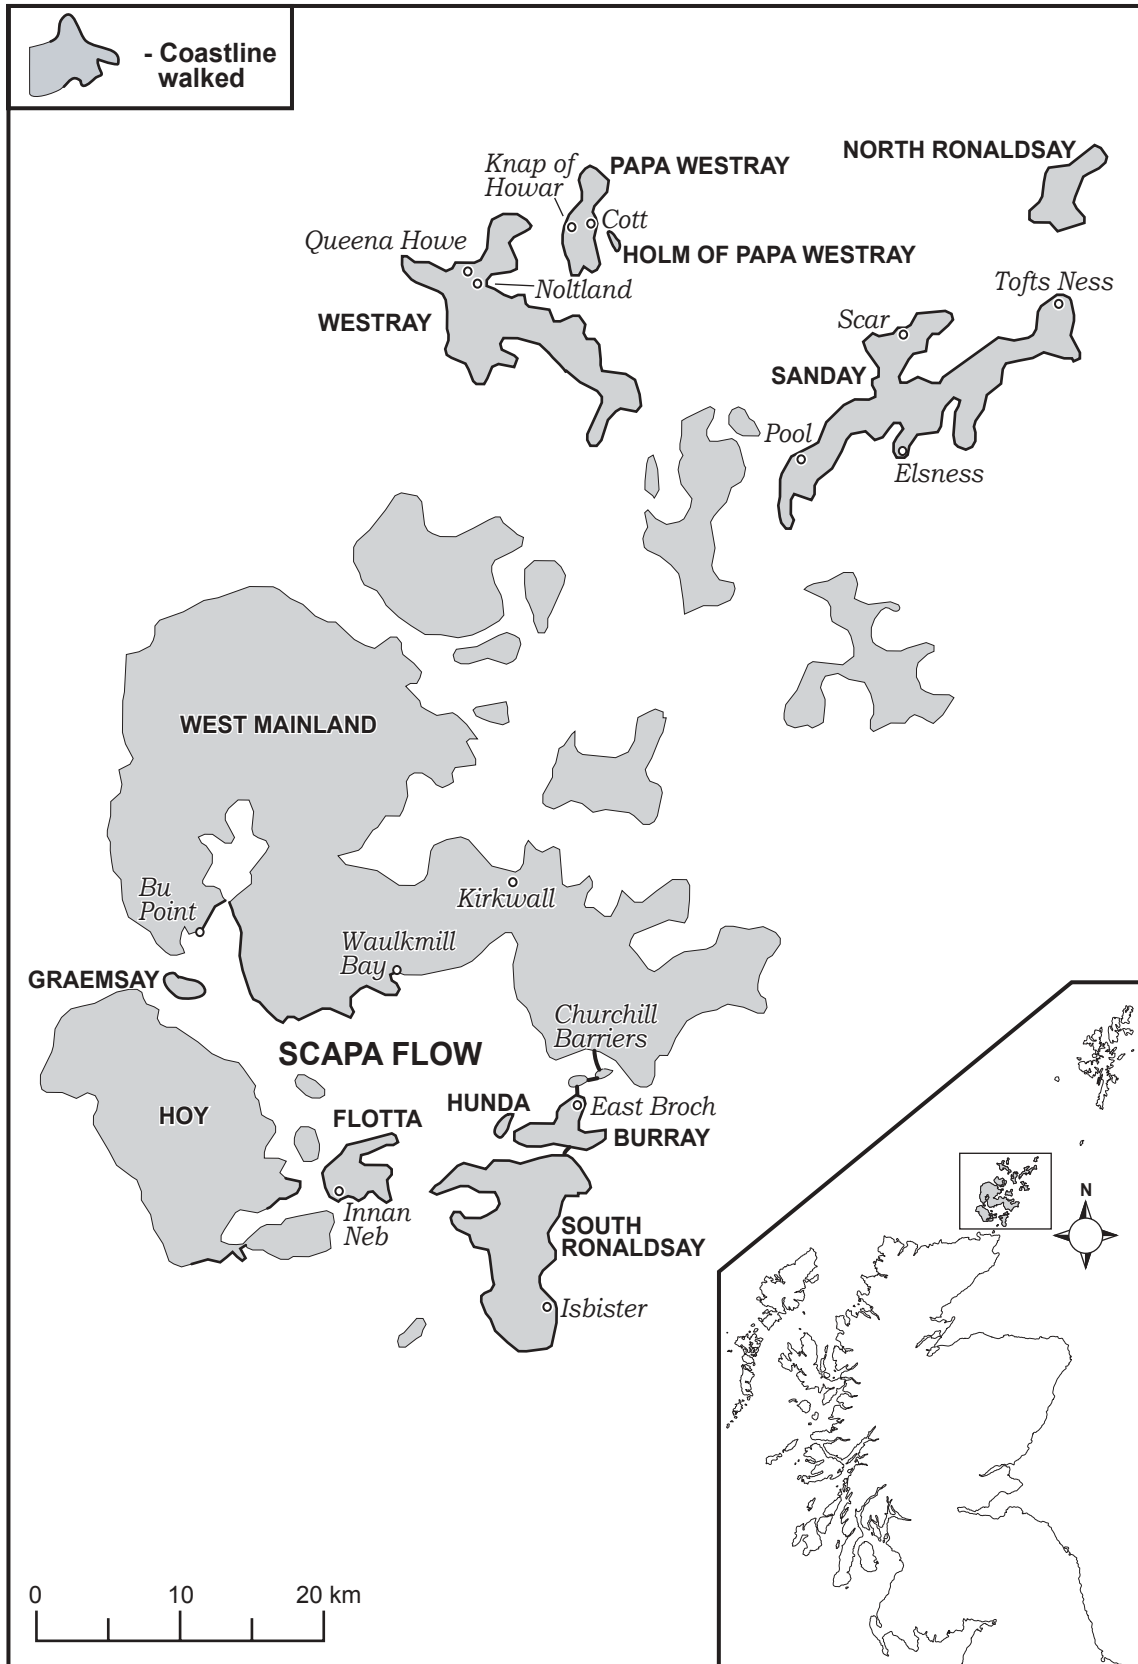 - Coastline
walked
Knap of
Howar
PAPA WESTRAY
NORTH RONALDSAY
Cott
Queena Howe
HOLM OF PAPA WESTRAY
Noltland
Tofts Ness
WESTRAY
Scar
SANDAY
Pool
Elsness
WEST MAINLAND
Bu
Point
Kirkwall
Waulkmill
Bay
GRAEMSAY
Churchill
Barriers
SCAPA FLOW
HOY
FLOTTA
HUNDA
East Broch
BURRAY
Innan
Neb
SOUTH
RONALDSAY
Isbister
N
0 10 20 km